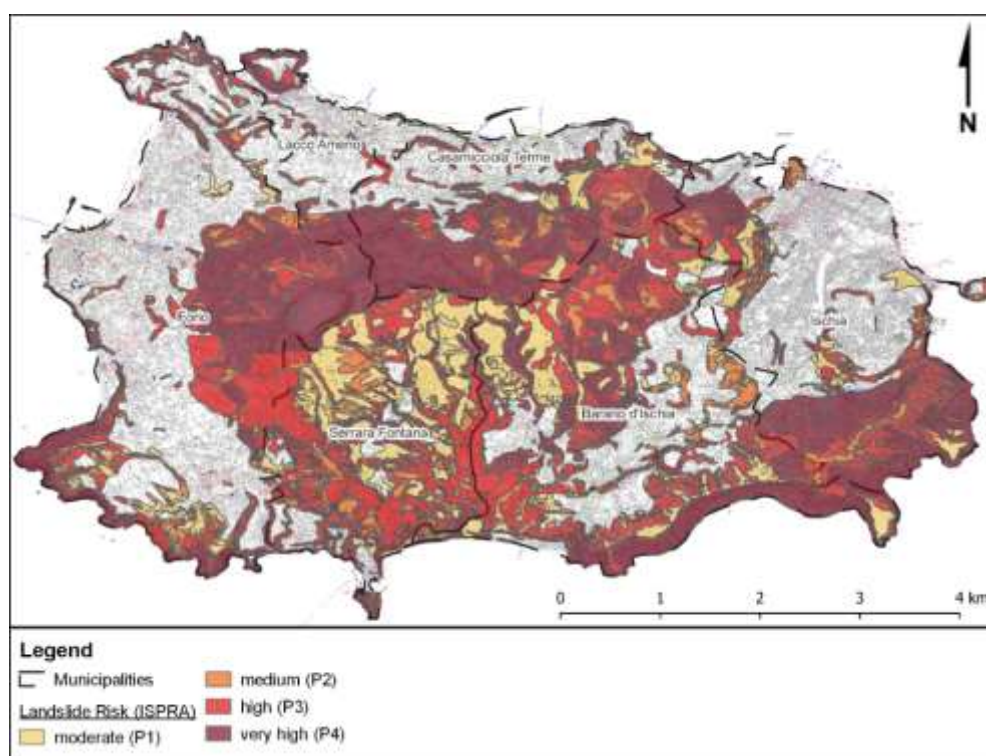 N
Lacco Ameno
Casamicciola Terme
Forio
Ischia
Barano d'Ischia
Serrara Fontana
0 1 2 3 4 km
Legend
Municipalities
Landslide Risk (ISPRA)
moderate (P1)
medium (P2)
high (P3)
very high (P4)